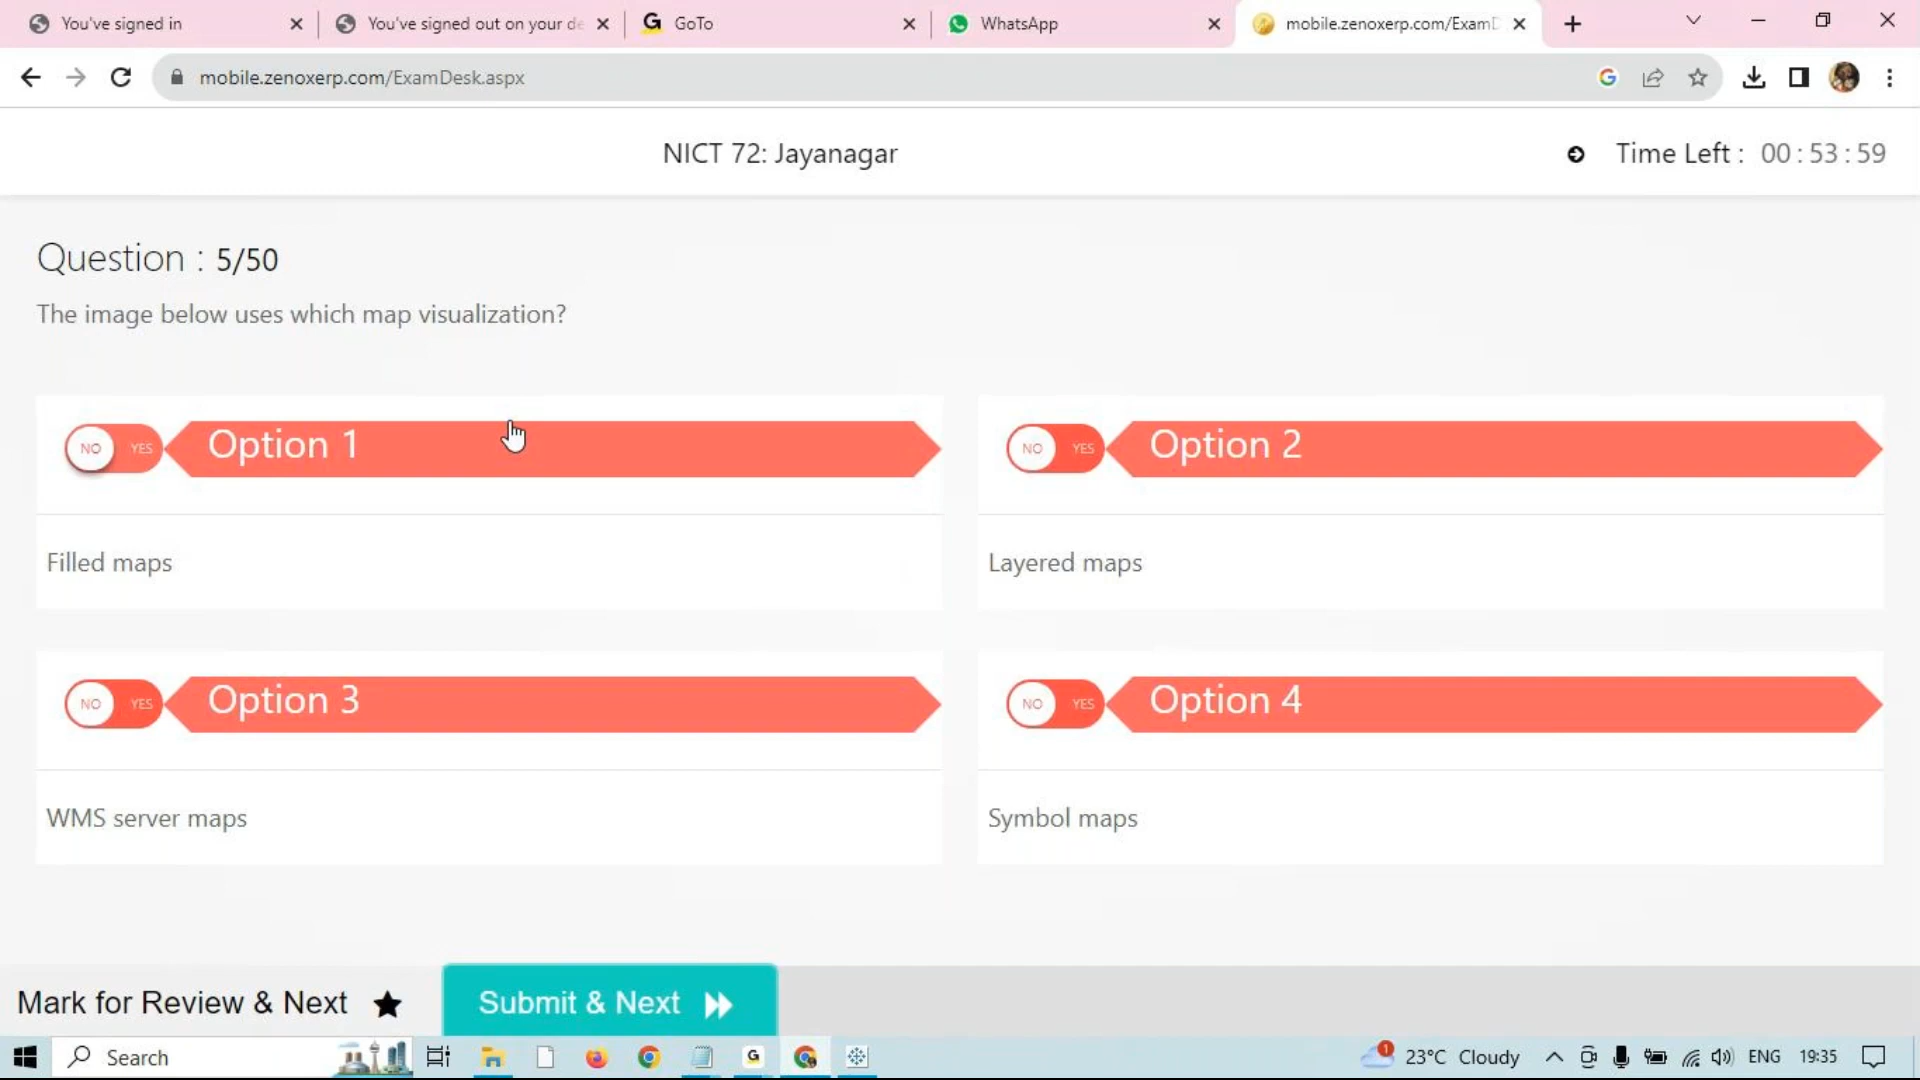 You've signed in
You've signed out on your de
GoTo
WhatsApp
mobile.zenoxerp.com/ExamD
mobile.zenoxerp.com/ExamDesk.aspx
NICT 72: Jayanagar
Time Left : 00 : 53 : 59
Question : 5/50
The image below uses which map visualization?
NO YES Option 1
NO YES Option 2
Filled maps
Layered maps
NO YES Option 3
NO YES Option 4
WMS server maps
Symbol maps
Mark for Review & Next
Submit & Next
Search
1
23°C Cloudy
ENG
19:35